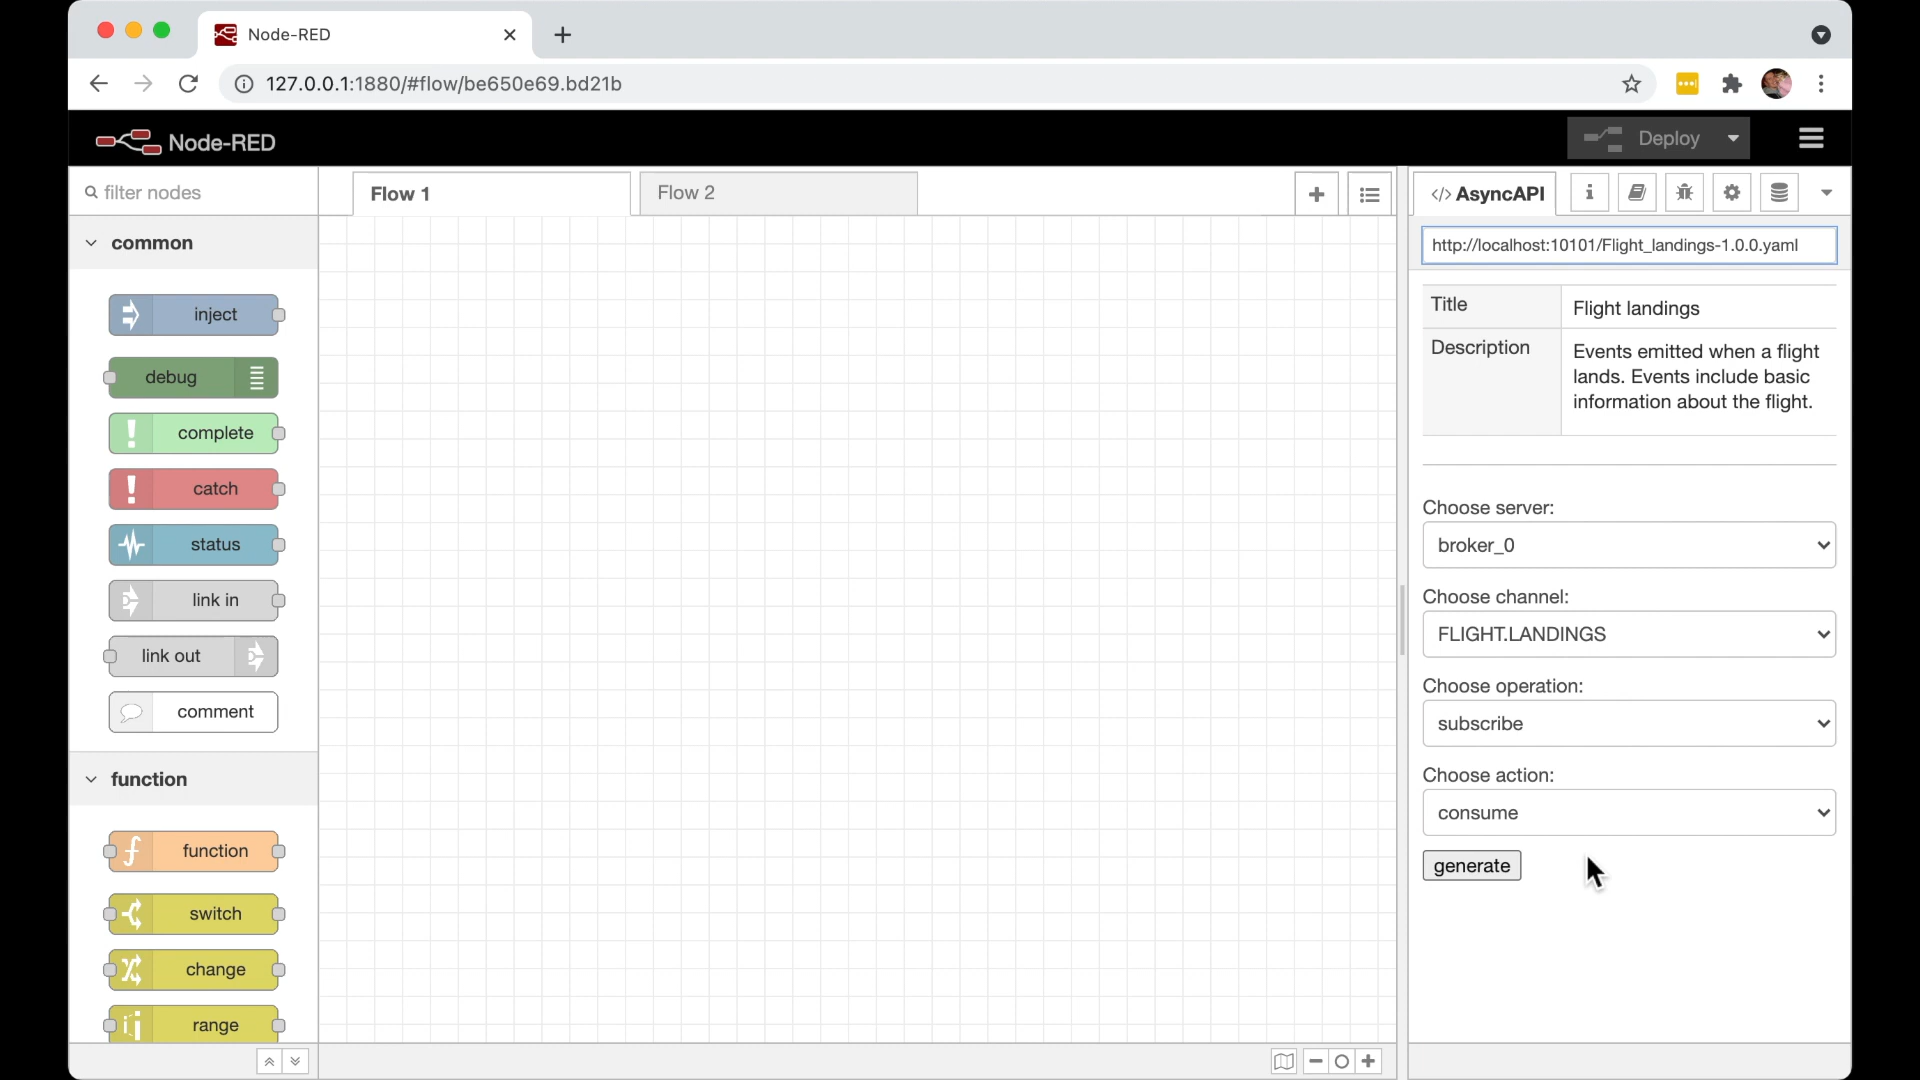 Node-RED
127.0.0.1:1880/#flow/be650e69.bd21b
Node-RED
Deploy
filter nodes
Flow 1
Flow 2
</> AsyncAPI
common
inject
debug
complete
catch
status
link in
link out
comment
function
function
switch
change
range
http://localhost:10101/Flight_landings-1.0.0.yaml
Title
Flight landings
Description
Events emitted when a flight
lands. Events include basic
information about the flight.
Choose server:
broker_0
Choose channel:
FLIGHT.LANDINGS
Choose operation:
subscribe
Choose action:
consume
generate